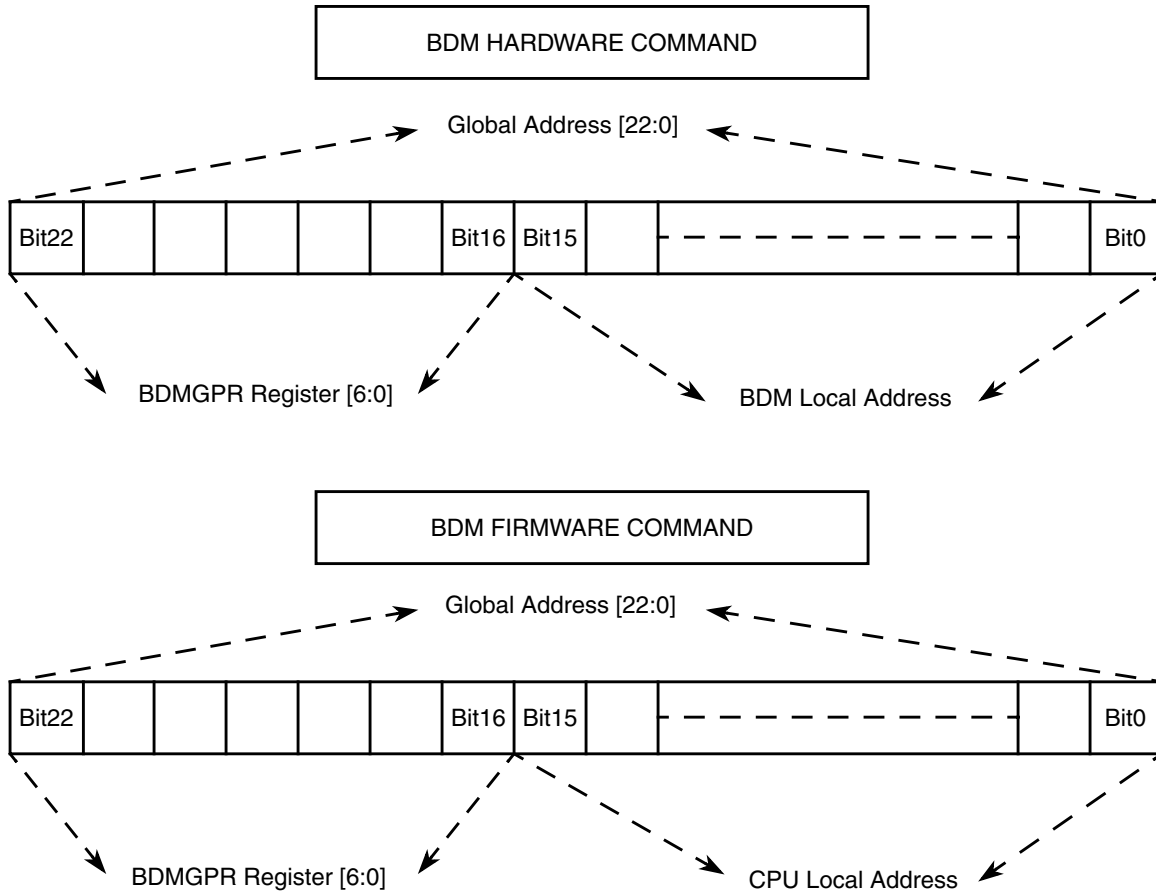 BDM HARDWARE COMMAND
Global Address [22:0]
Bit22 Bit16 Bit15 Bit0
BDMGPR Register [6:0] BDM Local Address
BDM FIRMWARE COMMAND
Global Address [22:0]
Bit22 Bit16 Bit15 Bit0
BDMGPR Register [6:0] CPU Local Address